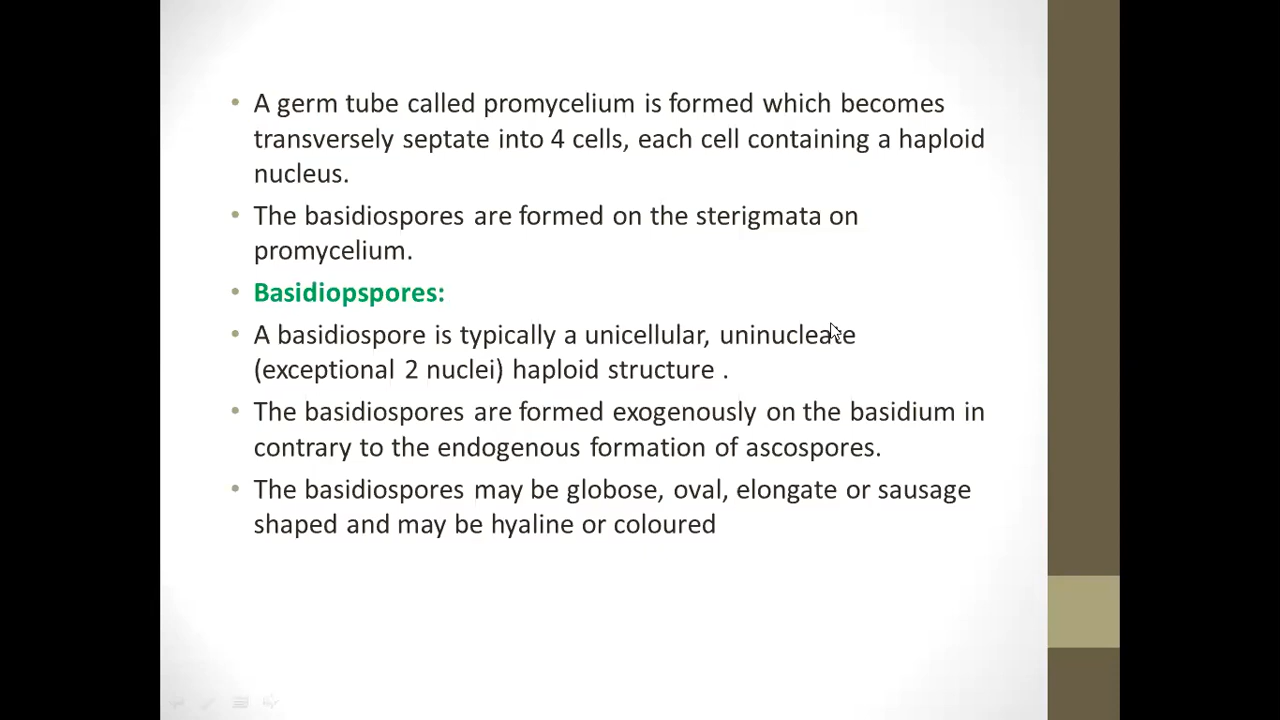 • A germ tube called promycelium is formed which becomes
transversely septate into 4 cells, each cell containing a haploid
nucleus.
• The basidiospores are formed on the sterigmata on
promycelium.
• Basidiopspores:
• A basidiospore is typically a unicellular, uninucleate
(exceptional 2 nuclei) haploid structure .
• The basidiospores are formed exogenously on the basidium in
contrary to the endogenous formation of ascospores.
• The basidiospores may be globose, oval, elongate or sausage
shaped and may be hyaline or coloured